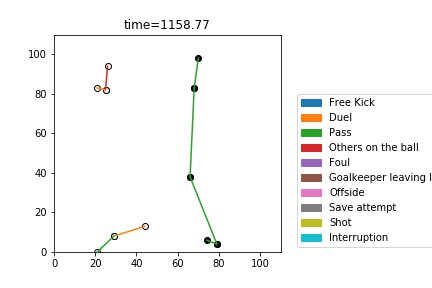 time=1158.77
100
80
60
40
20
0
0 20 40 60 80 100
Free Kick
Duel
Pass
Others on the ball
Foul
Goalkeeper leaving l
Offside
Save attempt
Shot
Interruption